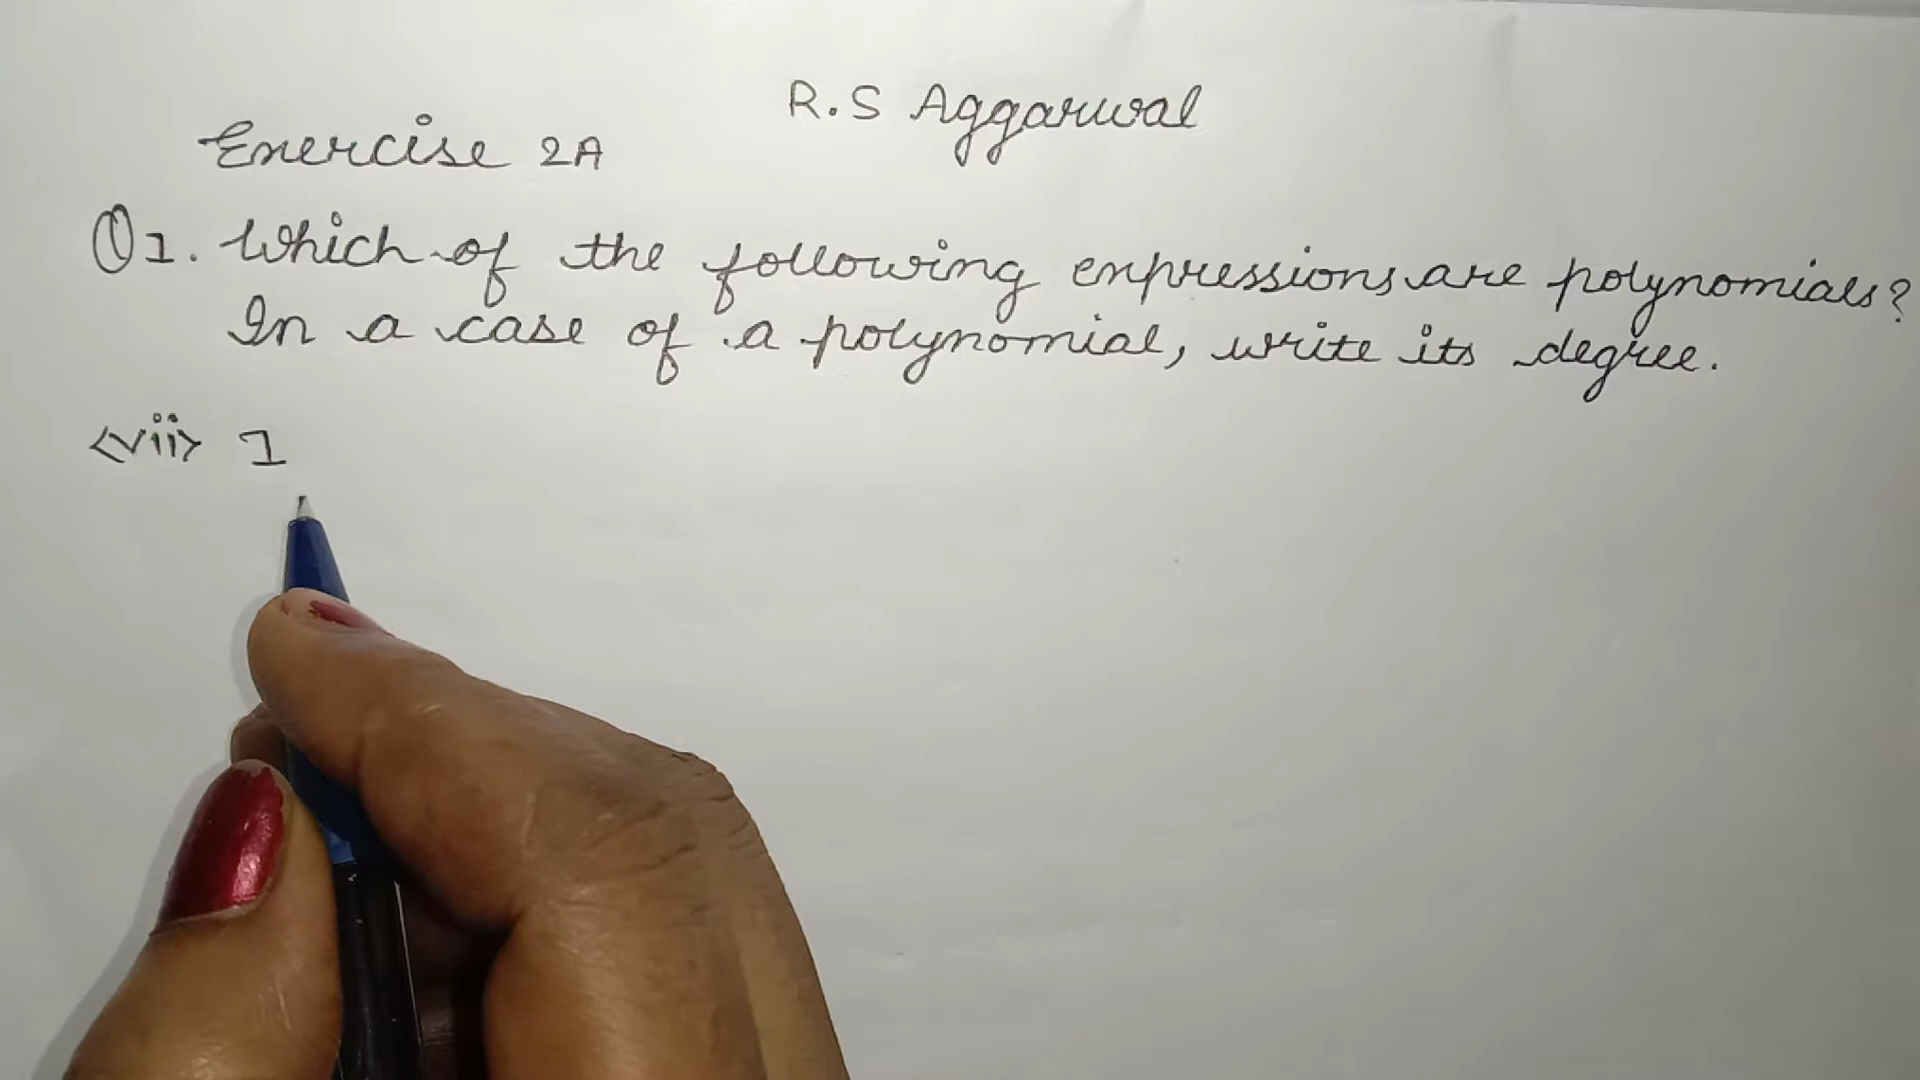 R.S Aggarwal
Exercise 2A
Q1. Which of the following expressions are polynomials?
In a case of a polynomial, write its degree.
<vii> 1